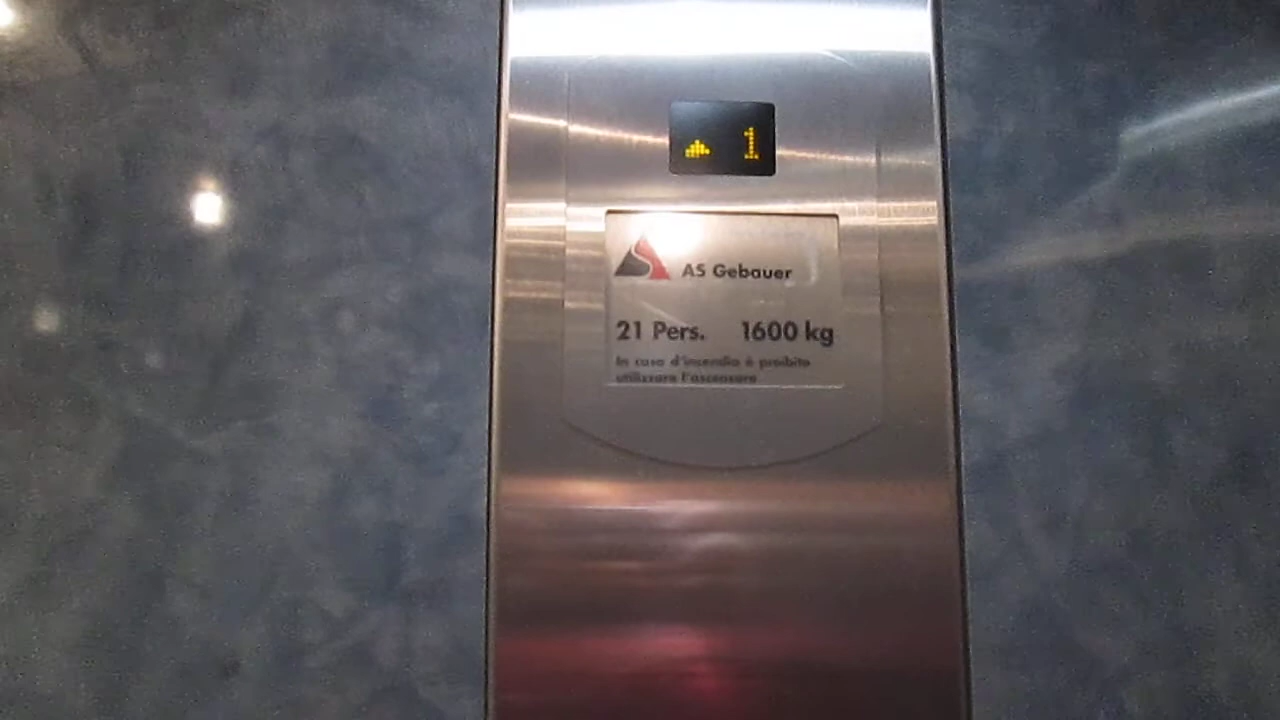 1
AS Gebauer
21 Pers. 1600 kg
In caso d'incendio è proibito
utilizzare l'ascensore